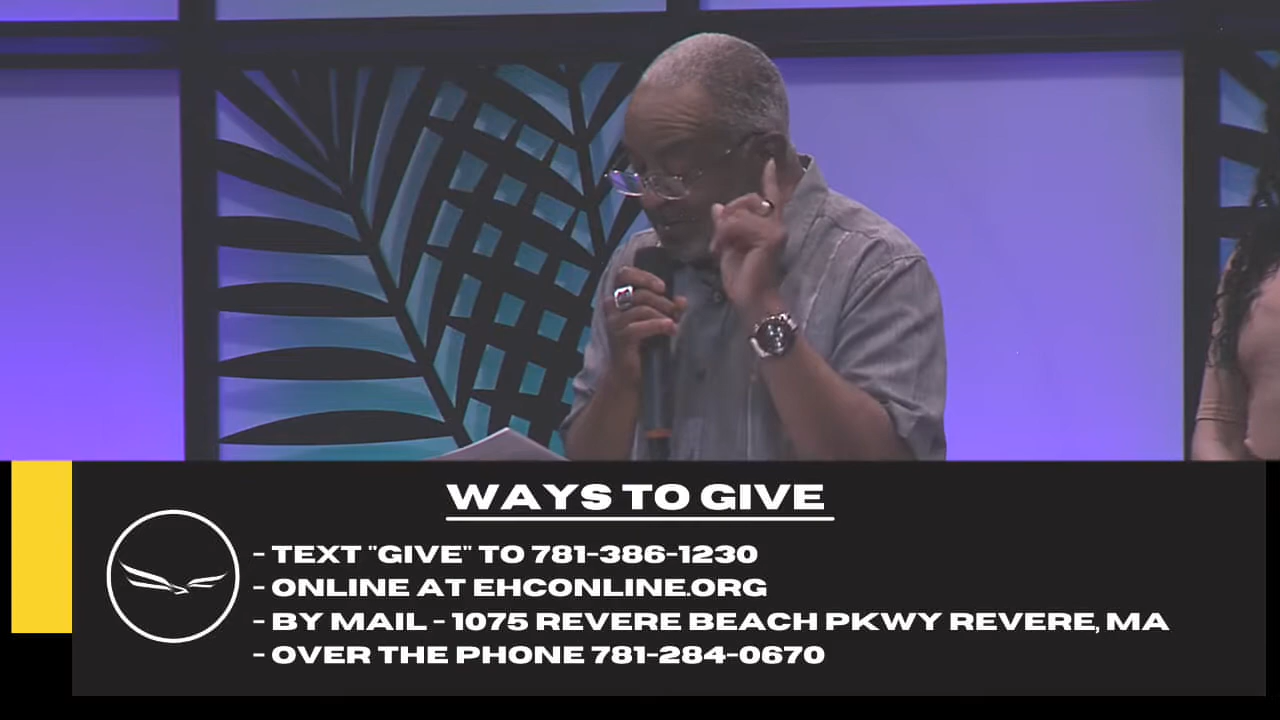 WAYS TO GIVE
- TEXT "GIVE" TO 781-386-1230
- ONLINE AT EHCONLINE.ORG
- BY MAIL - 1075 REVERE BEACH PKWY REVERE, MA
- OVER THE PHONE 781-284-0670